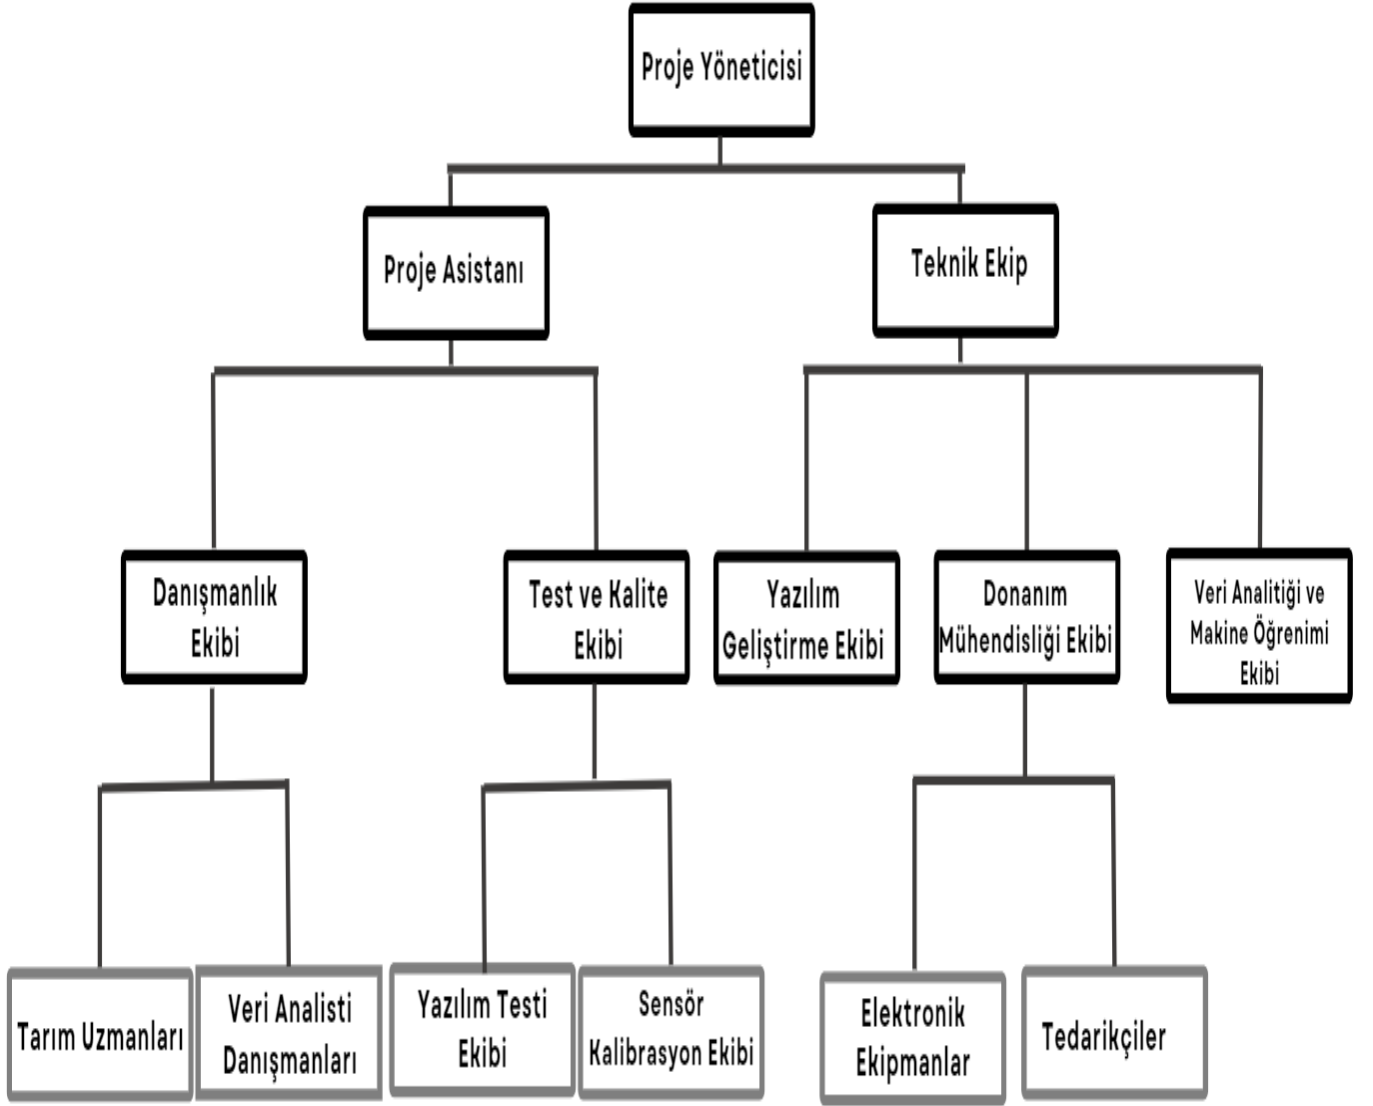 Proje Yöneticisi
Proje Asistanı
Teknik Ekip
Danışmanlık
Ekibi
Test ve Kalite
Ekibi
Yazılım
Geliştirme Ekibi
Donanım
Mühendisliği Ekibi
Veri Analitiği ve
Makine Öğrenimi
Ekibi
Tarım Uzmanları
Veri Analisti
Danışmanları
Yazılım Testi
Ekibi
Sensör
Kalibrasyon Ekibi
Elektronik
Ekipmanlar
Tedarikçiler